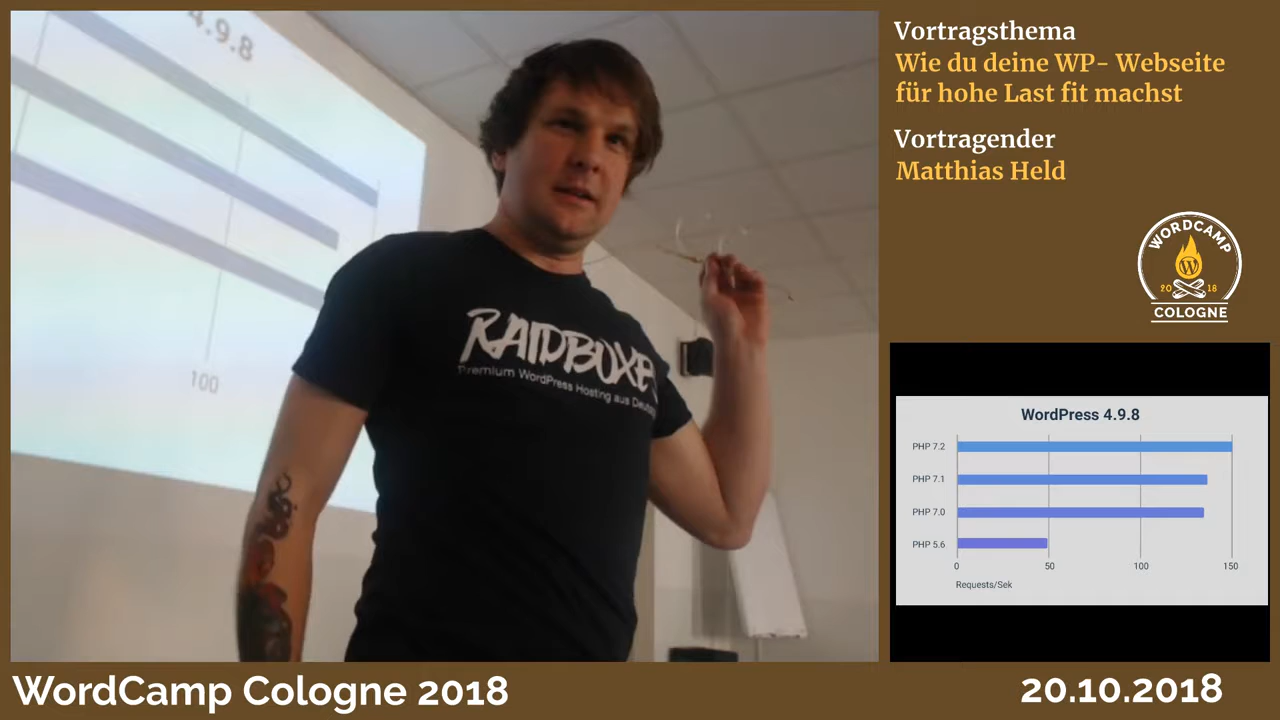 4.9.8
100
RAIDBOXE
Premium WordPress Hosting aus
Vortragsthema
Wie du deine WP- Webseite
für hohe Last fit machst
Vortragender
Matthias Held
WORDCAMP
20 18
COLOGNE
WordPress 4.9.8
PHP 7.2
PHP 7.1
PHP 7.0
PHP 5.6
0 50 100 150
Requests/Sek
WordCamp Cologne 2018
20.10.2018